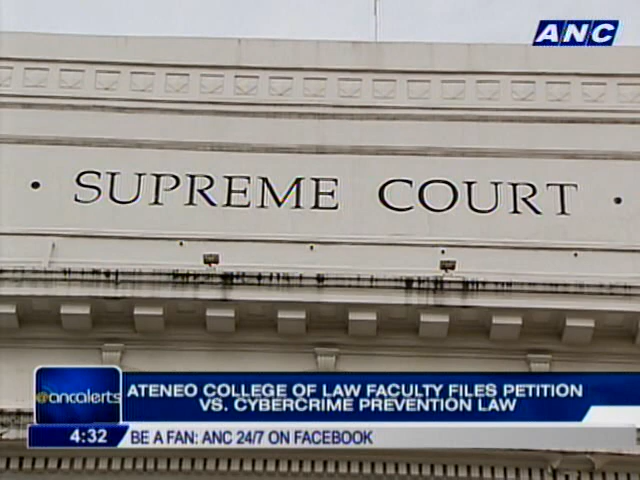 ANC
• SUPREME COURT •
@ancalerts
ATENEO COLLEGE OF LAW FACULTY FILES PETITION
VS. CYBERCRIME PREVENTION LAW
4:32 BE A FAN: ANC 24/7 ON FACEBOOK